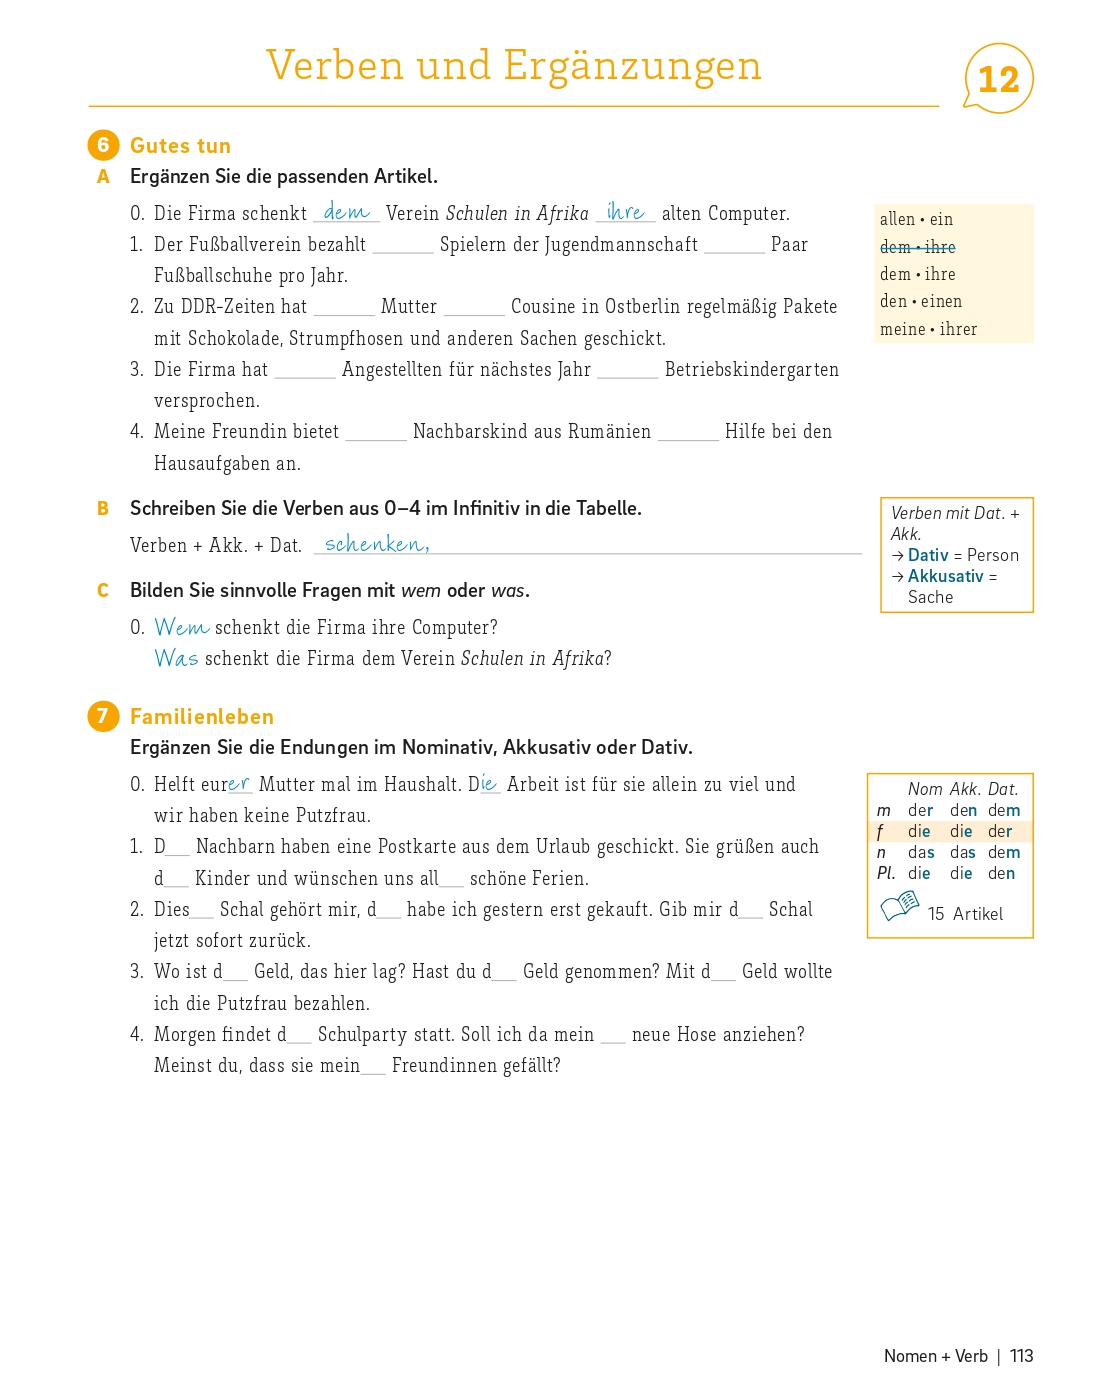 Verben und Ergänzungen
12
6 Gutes tun
A Ergänzen Sie die passenden Artikel.
0. Die Firma schenkt dem Verein Schulen in Afrika ihre alten Computer.
1. Der Fußballverein bezahlt ______ Spielern der Jugendmannschaft ______ Paar
Fußballschuhe pro Jahr.
2. Zu DDR-Zeiten hat ______ Mutter ______ Cousine in Ostberlin regelmäßig Pakete
mit Schokolade, Strumpfhosen und anderen Sachen geschickt.
3. Die Firma hat ______ Angestellten für nächstes Jahr ______ Betriebskindergarten
versprochen.
4. Meine Freundin bietet ______ Nachbarskind aus Rumänien ______ Hilfe bei den
Hausaufgaben an.
allen • ein
dem • ihre
dem • ihre
den • einen
meine • ihrer
B Schreiben Sie die Verben aus 0–4 im Infinitiv in die Tabelle.
Verben + Akk. + Dat. schenken,
Verben mit Dat. +
Akk.
→ Dativ = Person
→ Akkusativ =
Sache
C Bilden Sie sinnvolle Fragen mit wem oder was.
0. Wem schenkt die Firma ihre Computer?
Was schenkt die Firma dem Verein Schulen in Afrika?
7 Familienleben
Ergänzen Sie die Endungen im Nominativ, Akkusativ oder Dativ.
0. Helft eurer Mutter mal im Haushalt. Die Arbeit ist für sie allein zu viel und
wir haben keine Putzfrau.
1. D___ Nachbarn haben eine Postkarte aus dem Urlaub geschickt. Sie grüßen auch
d___ Kinder und wünschen uns all___ schöne Ferien.
2. Dies___ Schal gehört mir, d___ habe ich gestern erst gekauft. Gib mir d___ Schal
jetzt sofort zurück.
3. Wo ist d___ Geld, das hier lag? Hast du d___ Geld genommen? Mit d___ Geld wollte
ich die Putzfrau bezahlen.
4. Morgen findet d___ Schulparty statt. Soll ich da mein ___ neue Hose anziehen?
Meinst du, dass sie mein___ Freundinnen gefällt?
Nom Akk. Dat.
m der den dem
f die die der
n das das dem
Pl. die die den
15 Artikel
Nomen + Verb | 113